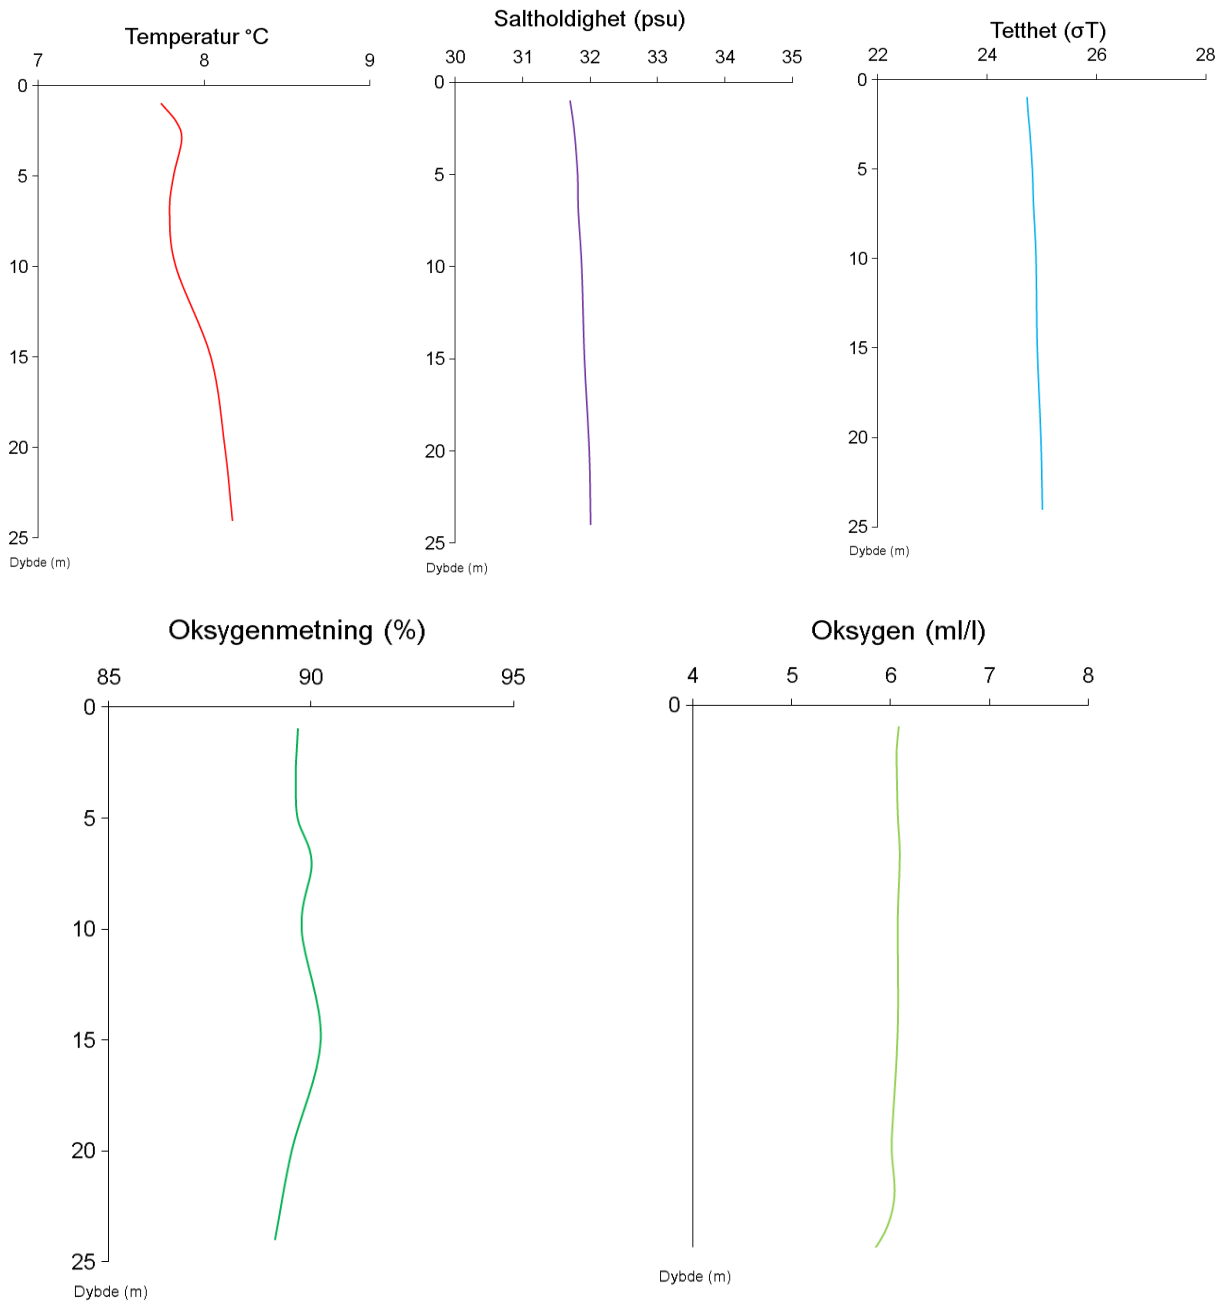 Temperatur °C
7 8 9
0
5
10
15
20
25
Dybde (m)
Saltholdighet (psu)
30 31 32 33 34 35
0
5
10
15
20
25
Dybde (m)
Tetthet (σT)
22 24 26 28
0
5
10
15
20
25
Dybde (m)
Oksygenmetning (%)
85 90 95
0
5
10
15
20
25
Dybde (m)
Oksygen (ml/l)
4 5 6 7 8
0
Dybde (m)